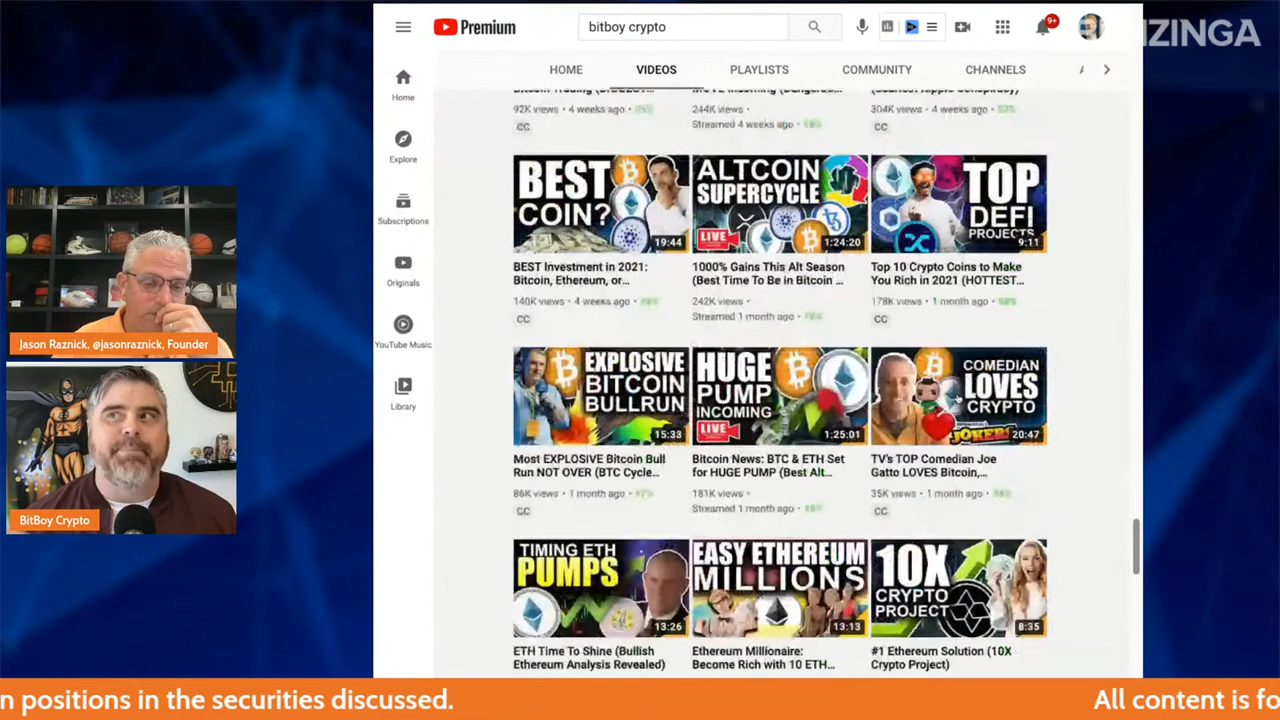 Premium
bitboy crypto
9+
ZINGA
HOME
VIDEOS
PLAYLISTS
COMMUNITY
CHANNELS
Home
Explore
Subscriptions
Originals
YouTube Music
Library
92K views • 4 weeks ago
CC
244K views •
Streamed 4 weeks ago
304K views • 4 weeks ago
CC
BEST
COIN?
19:44
BEST Investment in 2021:
Bitcoin, Ethereum, or...
140K views • 4 weeks ago
CC
ALTCOIN
SUPERCYCLE
LIVE
1:24:20
1000% Gains This Alt Season
(Best Time To Be in Bitcoin ...
242K views •
Streamed 1 month ago
TOP
DEFI
PROJECTS
9:11
Top 10 Crypto Coins to Make
You Rich in 2021 (HOTTEST...
178K views • 1 month ago
CC
EXPLOSIVE
BITCOIN
BULLRUN
15:33
Most EXPLOSIVE Bitcoin Bull
Run NOT OVER (BTC Cycle...
86K views • 1 month ago
CC
HUGE
PUMP
INCOMING
LIVE
1:25:01
Bitcoin News: BTC & ETH Set
for HUGE PUMP (Best Alt...
181K views •
Streamed 1 month ago
COMEDIAN
LOVES
CRYPTO
JOKERS
20:47
TV's TOP Comedian Joe
Gatto LOVES Bitcoin,...
35K views • 1 month ago
CC
TIMING ETH
PUMPS
13:26
ETH Time To Shine (Bullish
Ethereum Analysis Revealed)
EASY ETHEREUM
MILLIONS
13:13
Ethereum Millionaire:
Become Rich with 10 ETH...
10X
CRYPTO
PROJECT
8:35
#1 Ethereum Solution (10X
Crypto Project)
Jason Raznick, @jasonraznick, Founder
BitBoy Crypto
n positions in the securities discussed.
All content is fo